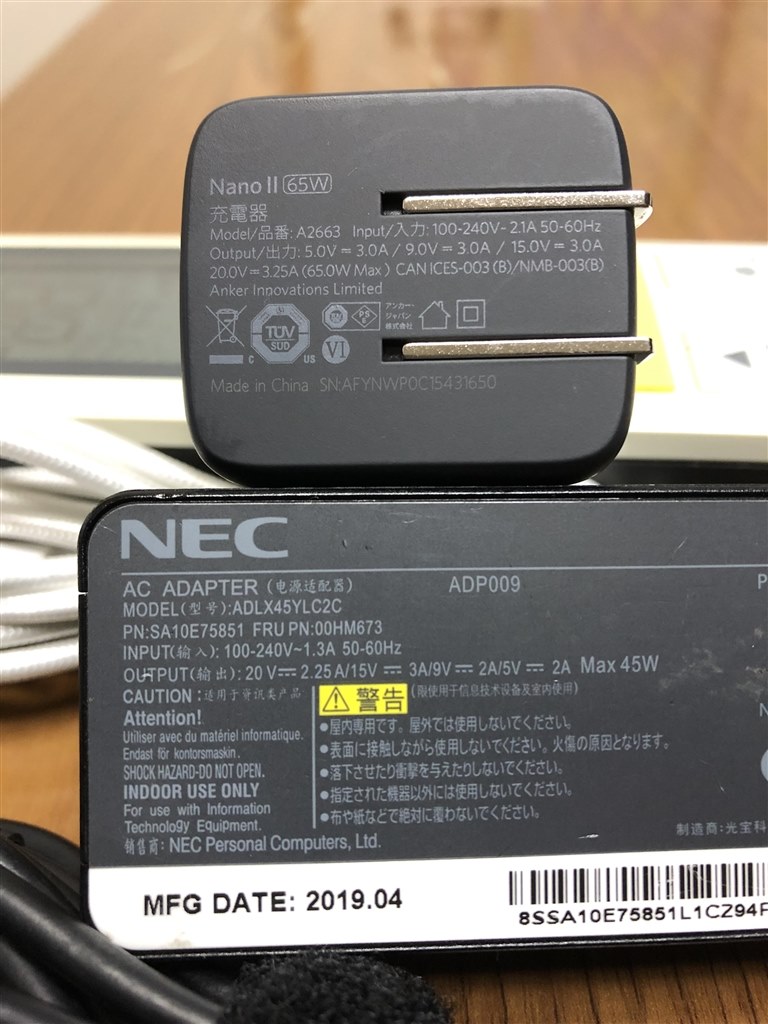 Nano II 65W
充電器
Model/品番: A2663 Input/入力: 100-240V~ 2.1A 50-60Hz
Output/出力: 5.0V⎓3.0A / 9.0V⎓3.0A / 15.0V⎓3.0A
20.0V⎓3.25A (65.0W Max) CAN ICES-003 (B)/NMB-003(B)
Anker Innovations Limited
TÜV
SÜD
C US
VI
PS
E
アンカー・
ジャパン
株式会社
Made in China SN:AFYNWP0C15431650
NEC
AC ADAPTER (电源适配器) ADP009 P
MODEL(型号):ADLX45YLC2C
PN:SA10E75851 FRU PN:00HM673
INPUT(输入): 100-240V~1.3A 50-60Hz
OUTPUT(输出): 20V⎓2.25A/15V⎓3A/9V⎓2A/5V⎓2A Max 45W
CAUTION:适用于资讯类产品
⚠警告 (限使用于信息技术设备及室内使用)
Attention!
Utiliser avec du matériel informatique.
Endast för kontorsmaskin.
SHOCK HAZARD-DO NOT OPEN.
INDOOR USE ONLY
For use with Information
Technology Equipment.
●屋内専用です。屋外では使用しないでください。
●表面に接触しながら使用しないでください。火傷の原因となります。
●落下させたり衝撃を与えたりしないでください。
●指定された機器以外には使用しないでください。
●布や紙などで絶対に覆わないでください。
销售商: NEC Personal Computers, Ltd.
制造商:光宝科
MFG DATE: 2019.04
8SSA10E75851L1CZ94F